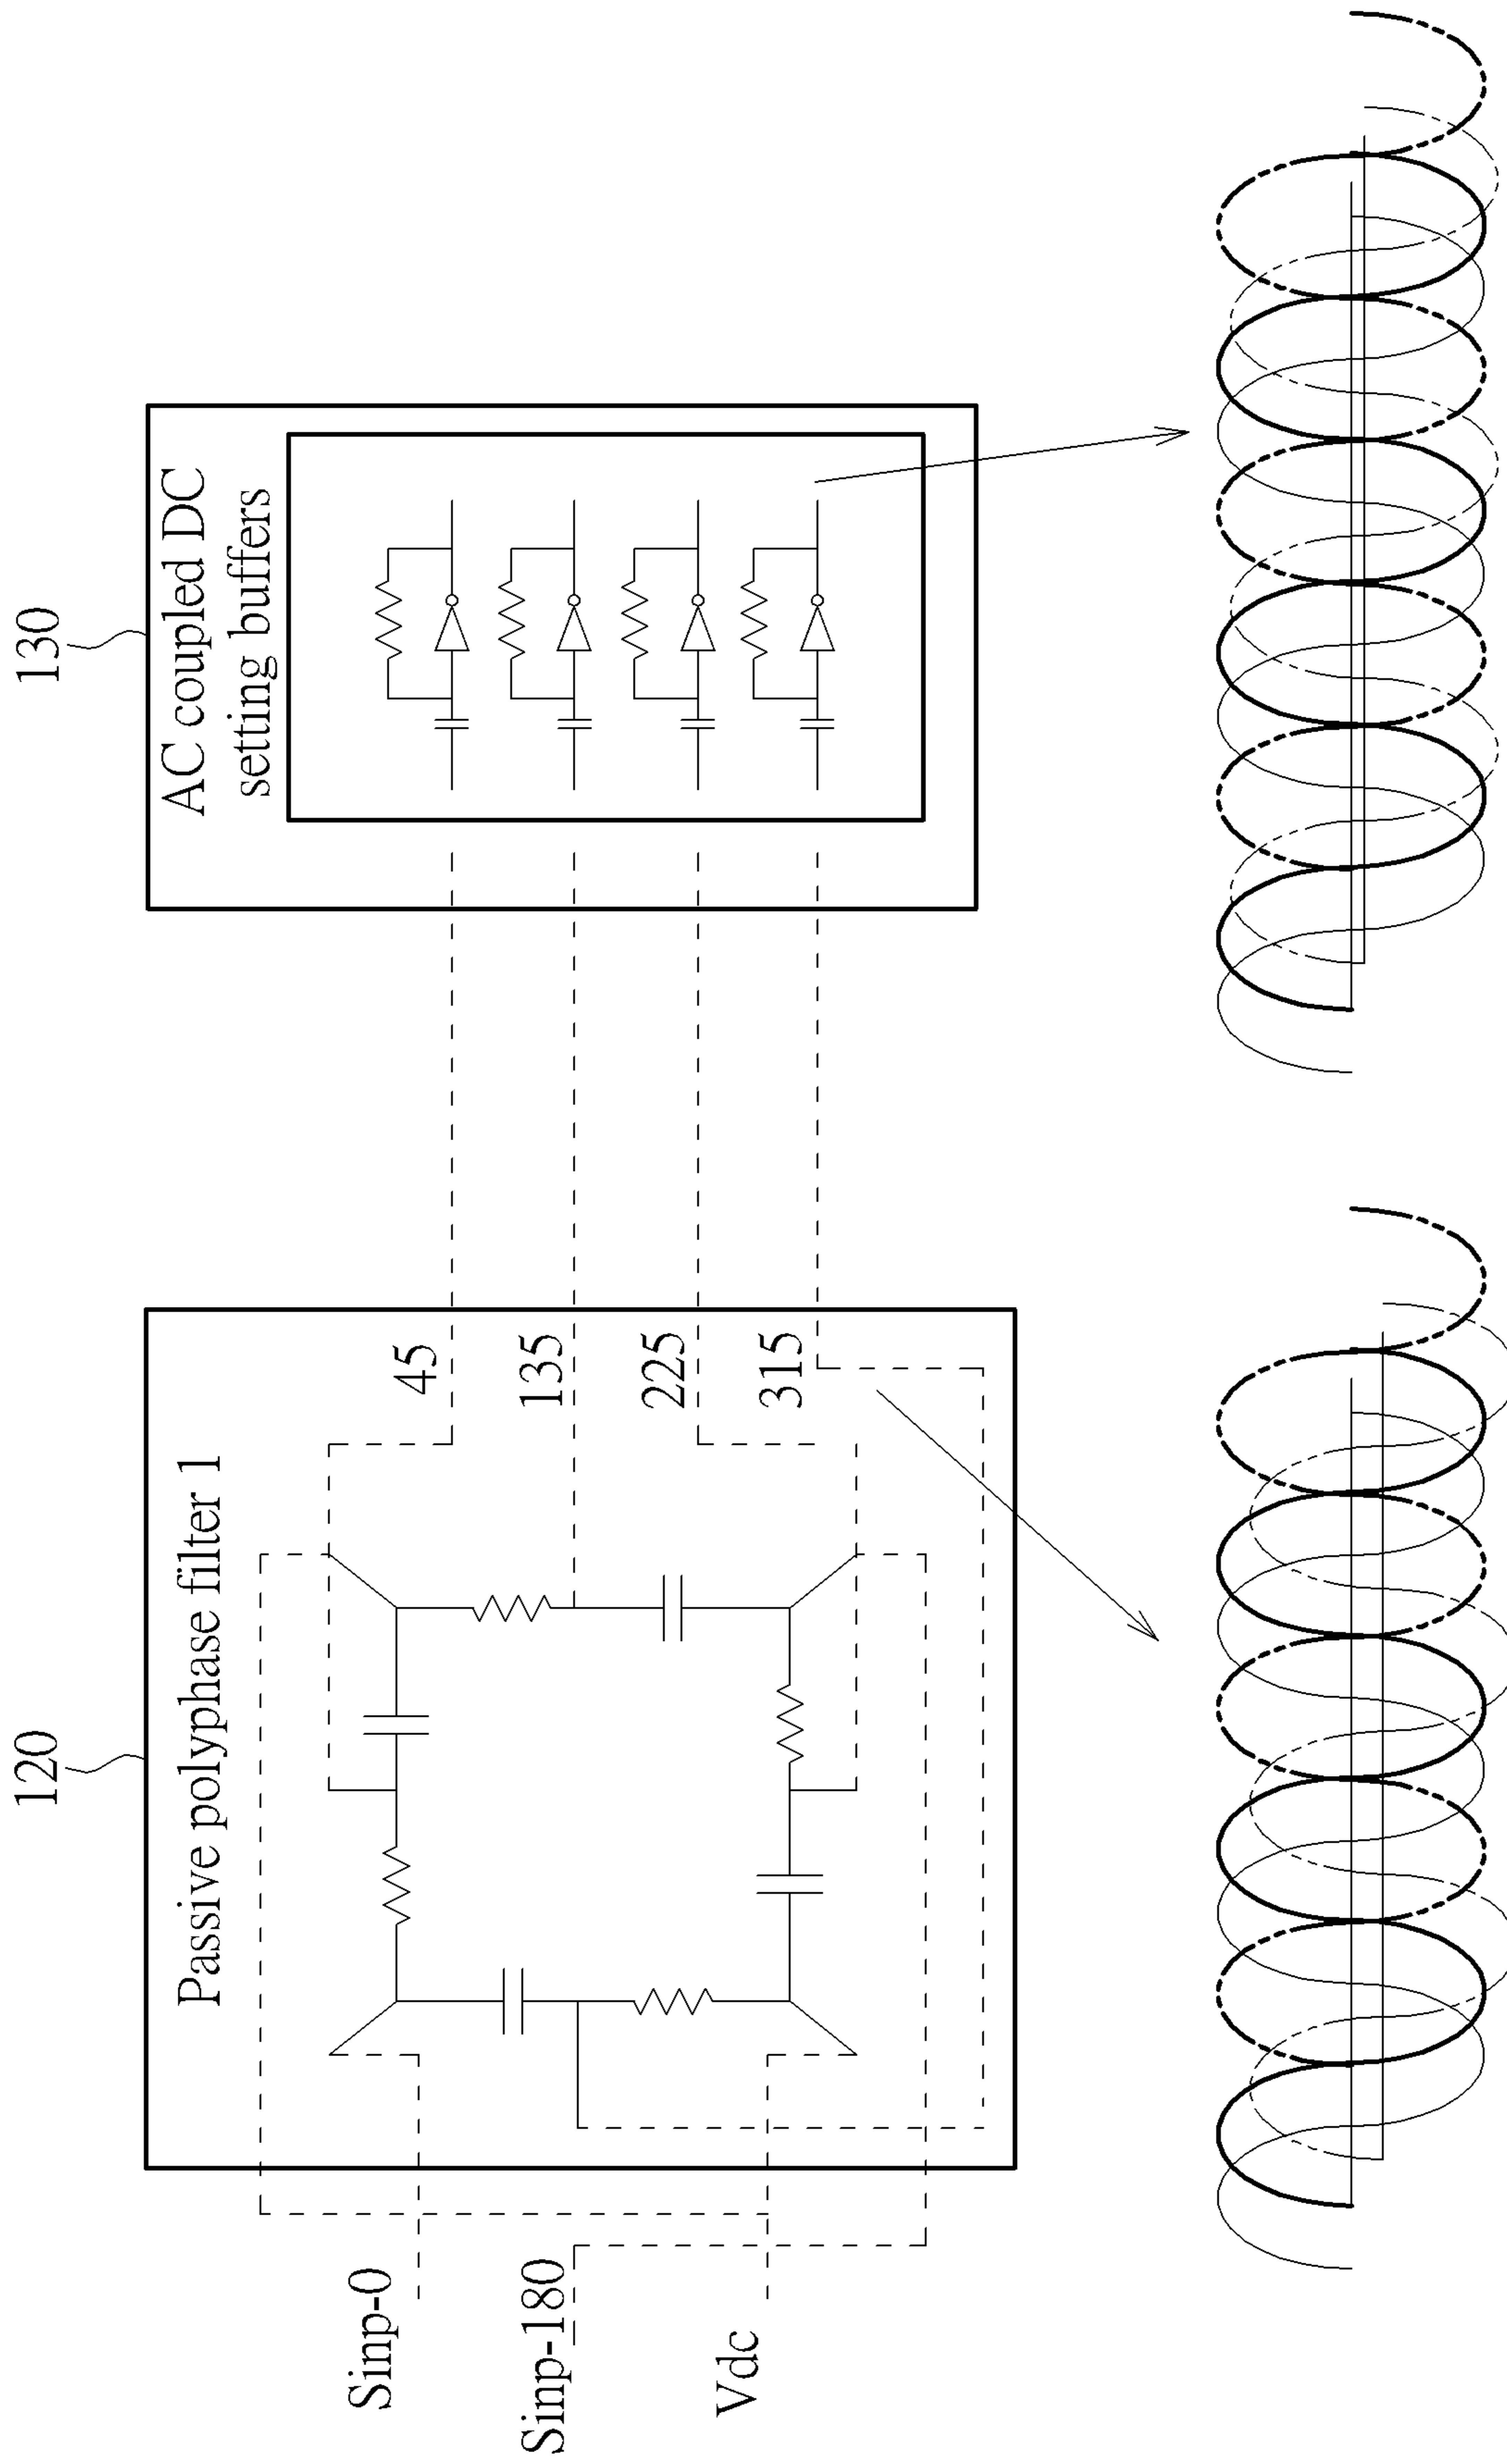 120
Passive polyphase filter 1
Sinp-0
Sinp-180
Vdc
45
135
225
315
130
AC coupled DC
setting buffers